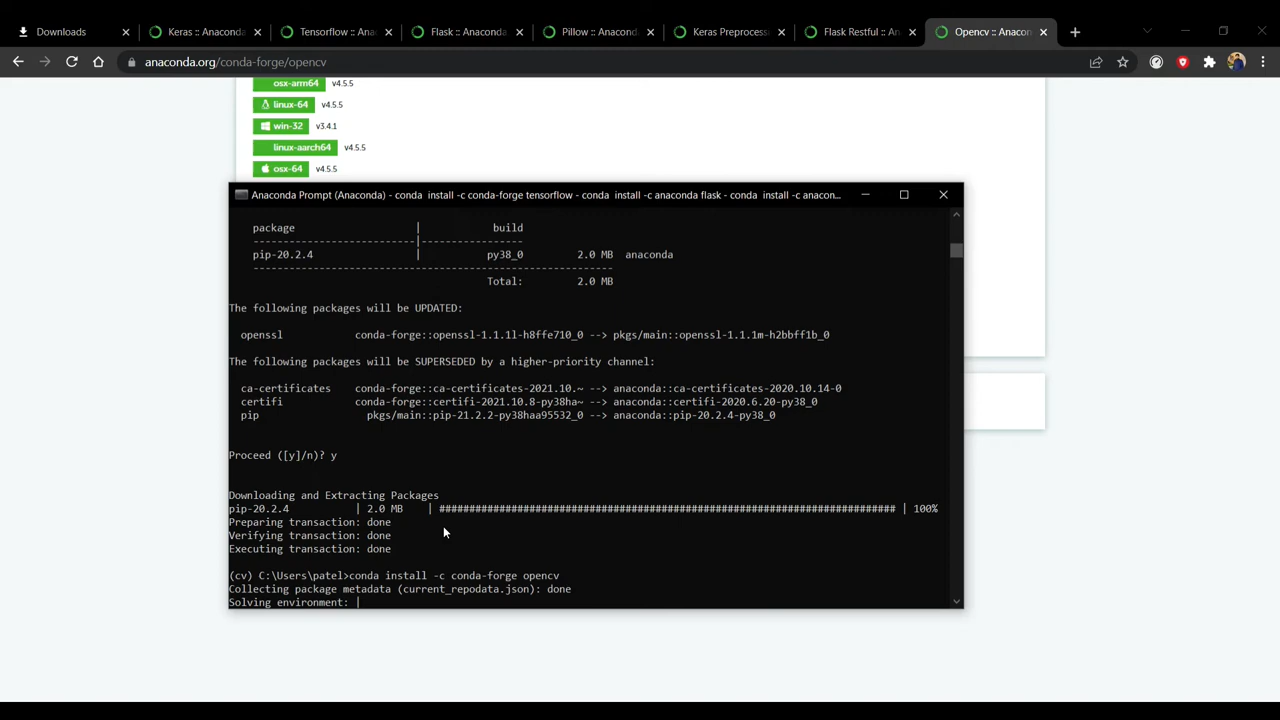 Downloads
Keras :: Anaconda
Tensorflow :: Anac
Flask :: Anaconda
Pillow :: Anacond
Keras Preprocess
Flask Restful :: An
Opencv :: Anacon
anaconda.org/conda-forge/opencv
osx-arm64 v4.5.5
linux-64 v4.5.5
win-32 v3.4.1
linux-aarch64 v4.5.5
osx-64 v4.5.5
Anaconda Prompt (Anaconda) - conda install -c conda-forge tensorflow - conda install -c anaconda flask - conda install -c anacon...
package | build
---------------------------|-----------------
pip-20.2.4 | py38_0 2.0 MB anaconda
------------------------------------------------------------
Total: 2.0 MB
The following packages will be UPDATED:
openssl conda-forge::openssl-1.1.1l-h8ffe710_0 --> pkgs/main::openssl-1.1.1m-h2bbff1b_0
The following packages will be SUPERSEDED by a higher-priority channel:
ca-certificates conda-forge::ca-certificates-2021.10.~ --> anaconda::ca-certificates-2020.10.14-0
certifi conda-forge::certifi-2021.10.8-py38ha~ --> anaconda::certifi-2020.6.20-py38_0
pip pkgs/main::pip-21.2.2-py38haa95532_0 --> anaconda::pip-20.2.4-py38_0
Proceed ([y]/n)? y
Downloading and Extracting Packages
pip-20.2.4 | 2.0 MB | ############################################################################ | 100%
Preparing transaction: done
Verifying transaction: done
Executing transaction: done
(cv) C:\Users\patel>conda install -c conda-forge opencv
Collecting package metadata (current_repodata.json): done
Solving environment: |